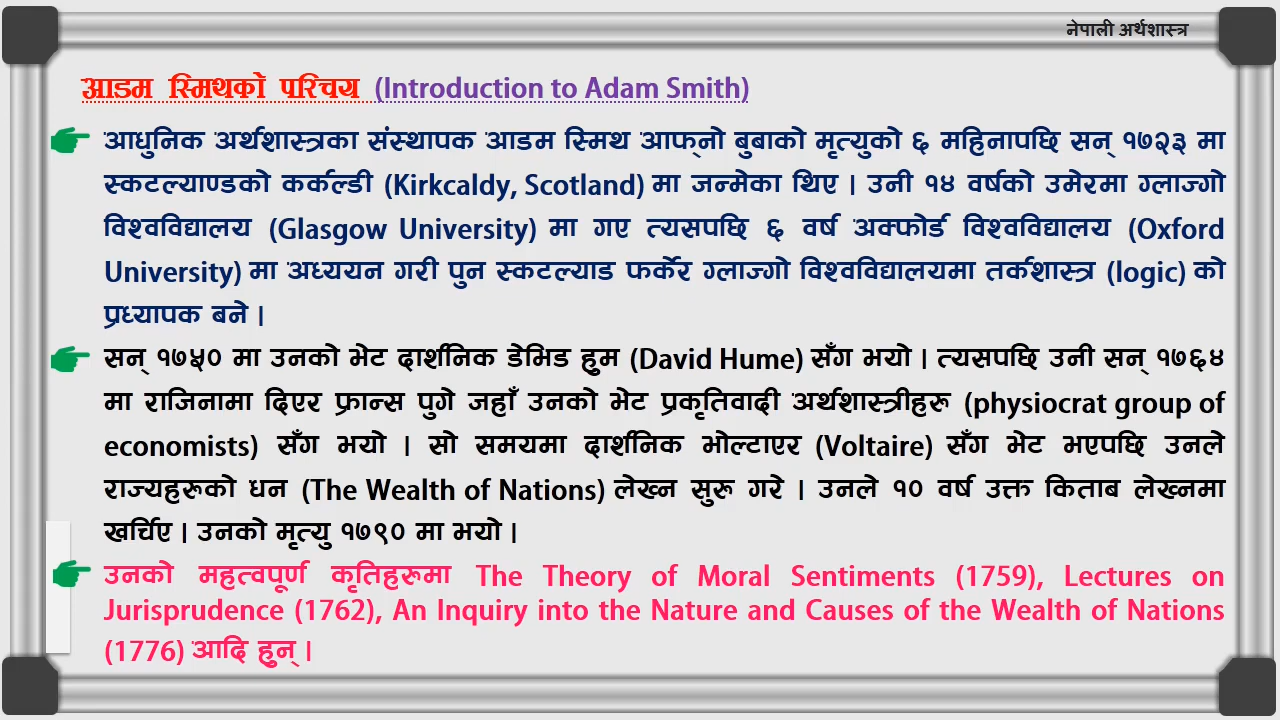 नेपाली अर्थशास्त्र
आडम स्मिथको परिचय (Introduction to Adam Smith)
आधुनिक अर्थशास्त्रका संस्थापक आडम स्मिथ आफ्नो बुबाको मृत्युको ६ महिनापछि सन् १७२३ मा
स्कटल्याण्डको कर्कल्डी (Kirkcaldy, Scotland) मा जन्मेका थिए । उनी १४ वर्षको उमेरमा ग्लाज्गो
विश्वविद्यालय (Glasgow University) मा गए त्यसपछि ६ वर्ष अक्फोर्ड विश्वविद्यालय (Oxford
University) मा अध्ययन गरी पुन स्कटल्याड फर्केर ग्लाज्गो विश्वविद्यालयमा तर्कशास्त्र (logic) को
प्रध्यापक बने ।
सन् १७५० मा उनको भेट दार्शनिक डेभिड हुम (David Hume) सँग भयो । त्यसपछि उनी सन् १७६४
मा राजिनामा दिएर फ्रान्स पुगे जहाँ उनको भेट प्रकृतिवादी अर्थशास्त्रीहरू (physiocrat group of
economists) सँग भयो । सो समयमा दार्शनिक भोल्टाएर (Voltaire) सँग भेट भएपछि उनले
राज्यहरूको धन (The Wealth of Nations) लेख्न सुरू गरे । उनले १० वर्ष उक्त किताब लेख्नमा
खर्चिए । उनको मृत्यु १७९० मा भयो ।
उनको महत्वपूर्ण कृतिहरूमा The Theory of Moral Sentiments (1759), Lectures on
Jurisprudence (1762), An Inquiry into the Nature and Causes of the Wealth of Nations
(1776) आदि हुन् ।